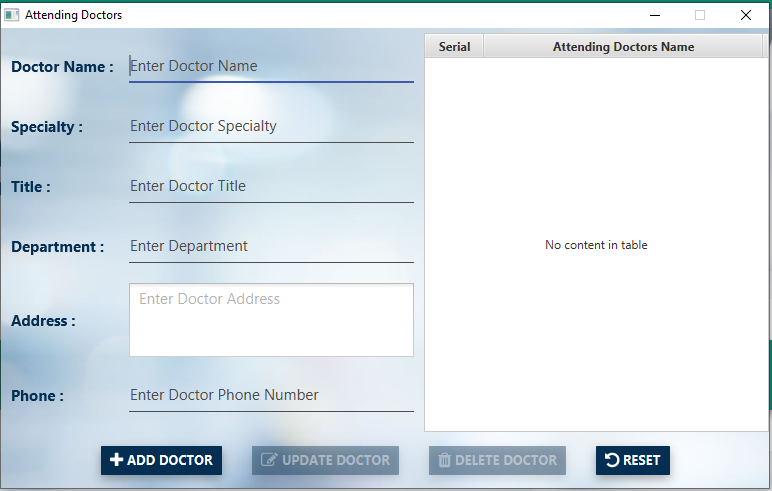 Attending Doctors
Doctor Name : Enter Doctor Name
Specialty : Enter Doctor Specialty
Title : Enter Doctor Title
Department : Enter Department
Address : Enter Doctor Address
Phone : Enter Doctor Phone Number
Serial Attending Doctors Name
No content in table
ADD DOCTOR UPDATE DOCTOR DELETE DOCTOR RESET